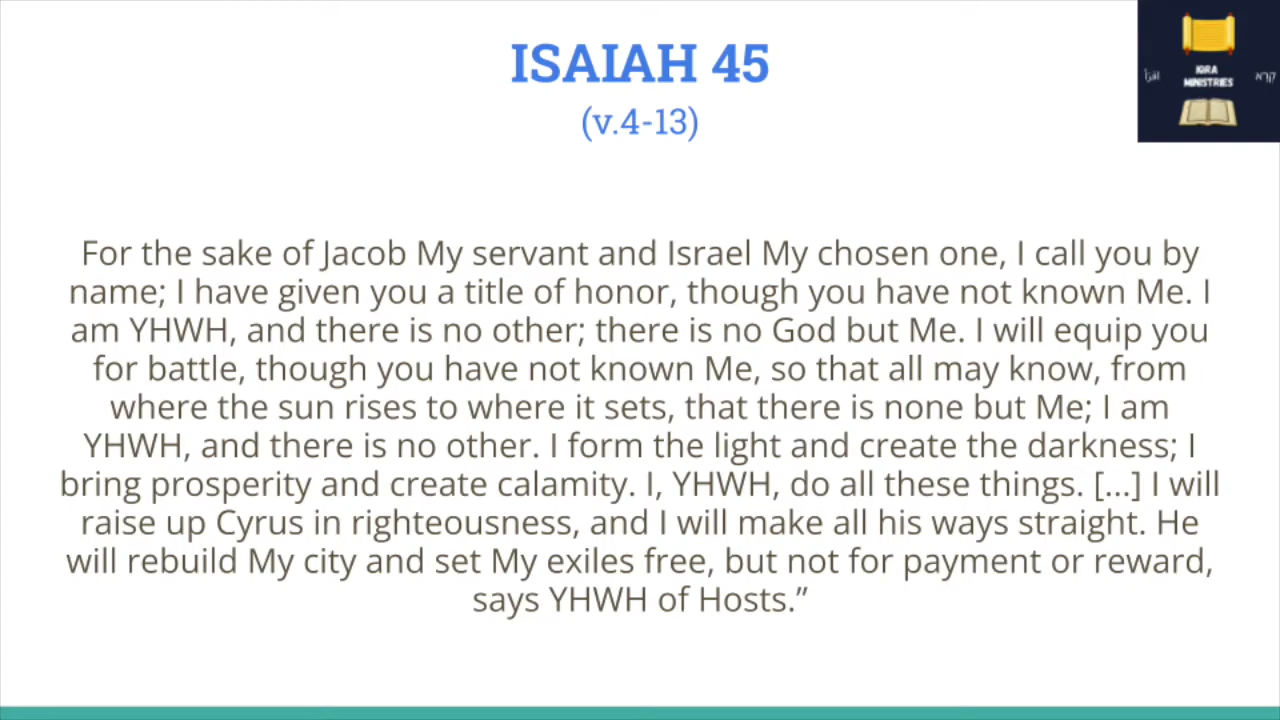 ISAIAH 45
(v.4-13)
IQRA
MINISTRIES
اقرأ
קרא
For the sake of Jacob My servant and Israel My chosen one, I call you by
name; I have given you a title of honor, though you have not known Me. I
am YHWH, and there is no other; there is no God but Me. I will equip you
for battle, though you have not known Me, so that all may know, from
where the sun rises to where it sets, that there is none but Me; I am
YHWH, and there is no other. I form the light and create the darkness; I
bring prosperity and create calamity. I, YHWH, do all these things. [...] I will
raise up Cyrus in righteousness, and I will make all his ways straight. He
will rebuild My city and set My exiles free, but not for payment or reward,
says YHWH of Hosts.”